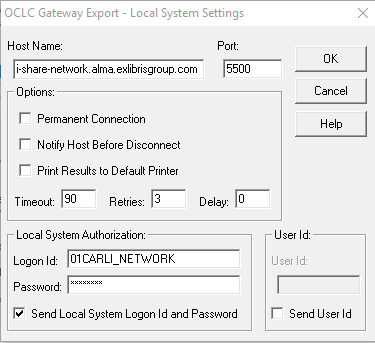 OCLC Gateway Export - Local System Settings
Host Name:
Port:
i-share-network.alma.exlibrisgroup.com
5500
OK
Cancel
Help
Options:
Permanent Connection
Notify Host Before Disconnect
Print Results to Default Printer
Timeout: 90 Retries: 3 Delay: 0
Local System Authorization:
Logon Id: 01CARLI_NETWORK
Password: xxxxxxxx
Send Local System Logon Id and Password
User Id:
User Id:
Send User Id